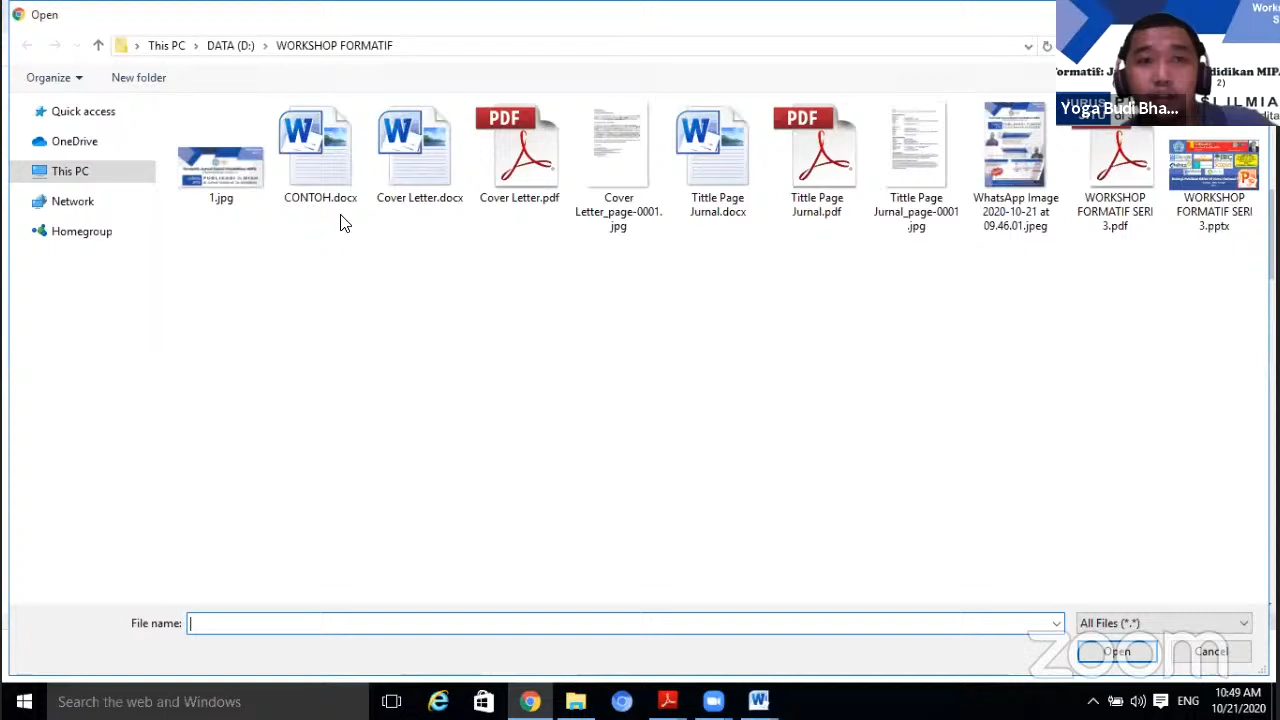 Open
This PC
DATA (D:)
WORKSHOP FORMATIF
Organize
New folder
Quick access
OneDrive
This PC
Network
Homegroup
1.jpg
CONTOH.docx
Cover Letter.docx
PDF
Cover Letter.pdf
Cover
Letter_page-0001.
jpg
Tittle Page
Jurnal.docx
PDF
Tittle Page
Jurnal.pdf
Tittle Page
Jurnal_page-0001
.jpg
WhatsApp Image
2020-10-21 at
09.46.01.jpeg
WORKSHOP
FORMATIF SERI
3.pdf
WORKSHOP
FORMATIF SERI
3.pptx
Yoga Budi Bha...
File name:
All Files (*.*)
Open
Cancel
zoom
Search the web and Windows
ENG
10:49 AM
10/21/2020